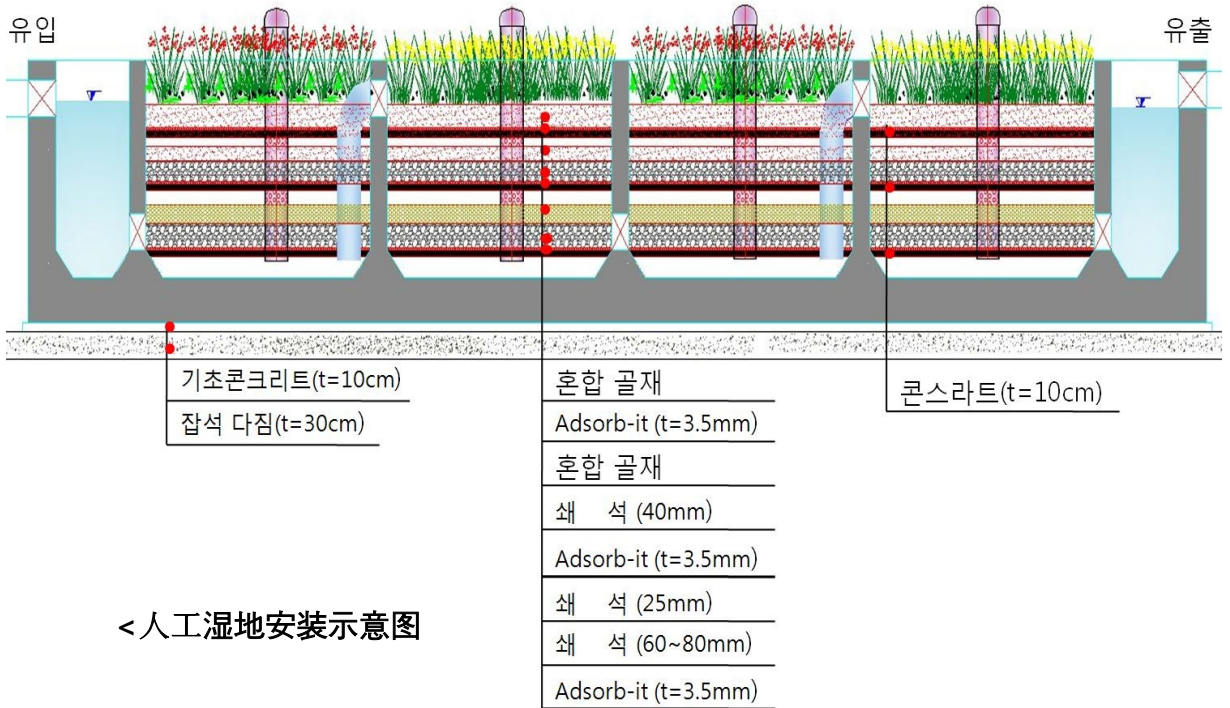 유입
유출
기초콘크리트(t=10cm)
잡석 다짐(t=30cm)
혼합 골재
Adsorb-it (t=3.5mm)
혼합 골재
쇄 석 (40mm)
Adsorb-it (t=3.5mm)
쇄 석 (25mm)
쇄 석 (60~80mm)
Adsorb-it (t=3.5mm)
콘스라트(t=10cm)
<人工湿地安装示意图